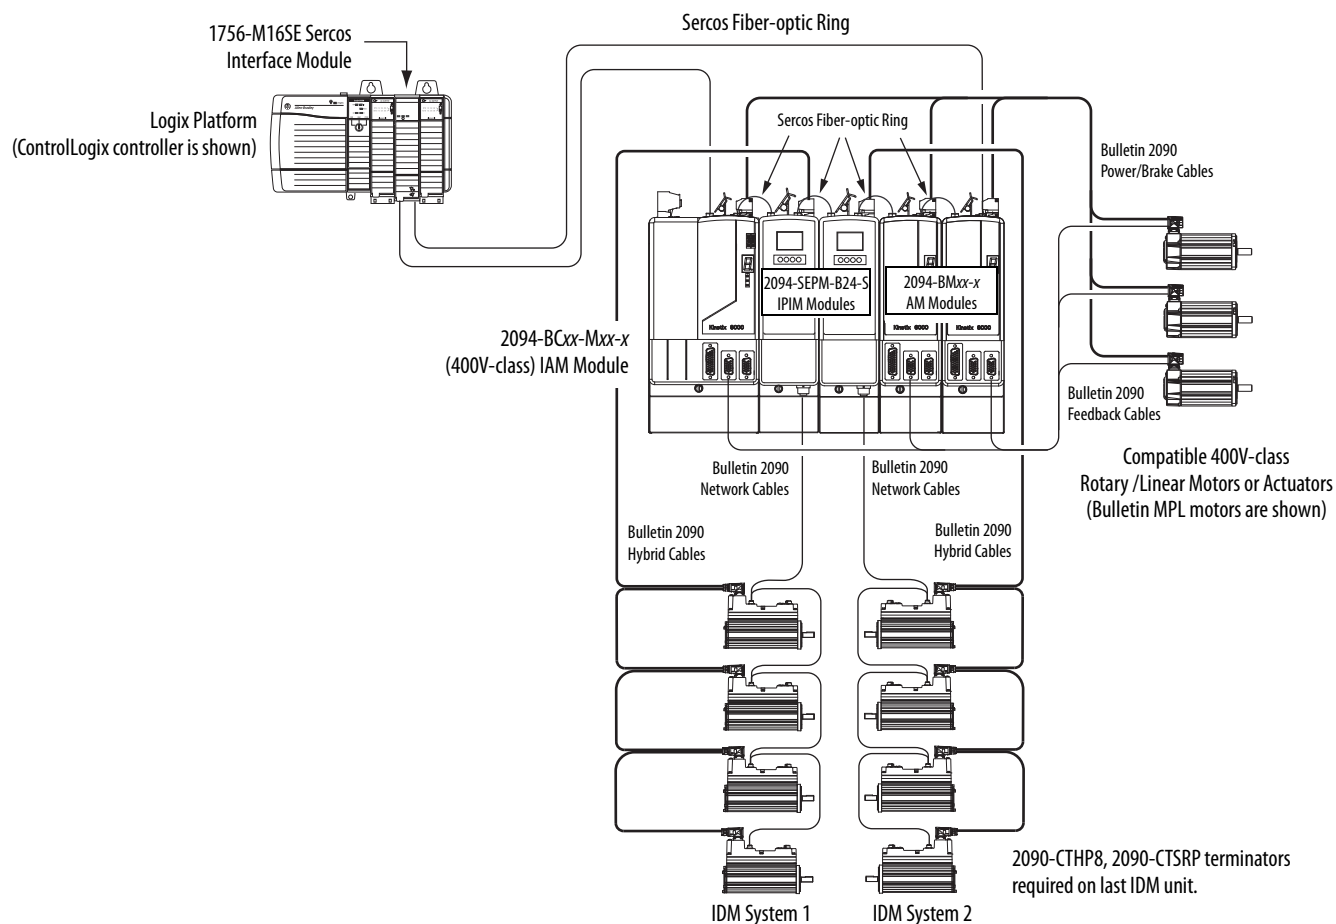 Sercos Fiber-optic Ring
1756-M16SE Sercos
Interface Module
Logix Platform
(ControlLogix controller is shown)
Sercos Fiber-optic Ring
Bulletin 2090
Power/Brake Cables
2094-SEPM-B24-S
IPIM Modules
2094-BMxx-x
AM Modules
Kinetix 6000
Kinetix 6000
Kinetix 6000
2094-BCxx-Mxx-x
(400V-class) IAM Module
Bulletin 2090
Feedback Cables
Compatible 400V-class
Rotary /Linear Motors or Actuators
(Bulletin MPL motors are shown)
Bulletin 2090
Network Cables
Bulletin 2090
Network Cables
Bulletin 2090
Hybrid Cables
Bulletin 2090
Hybrid Cables
2090-CTHP8, 2090-CTSRP terminators
required on last IDM unit.
IDM System 1
IDM System 2